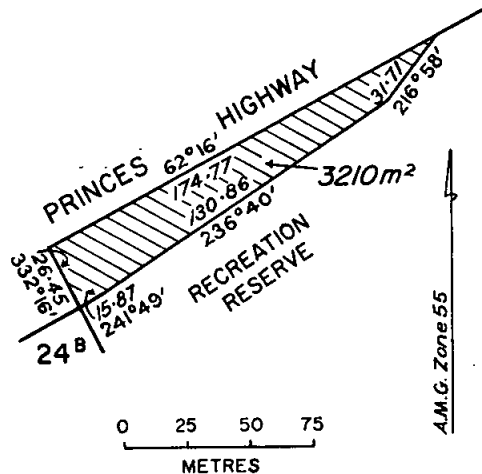 PRINCES HIGHWAY
62°16'
174.77
130.86
236°40'
31.71
216°58'
3210m²
26.45
332°16'
15.87
241°49'
RECREATION
RESERVE
24ᴮ
A.M.G. Zone 55
0 25 50 75
METRES